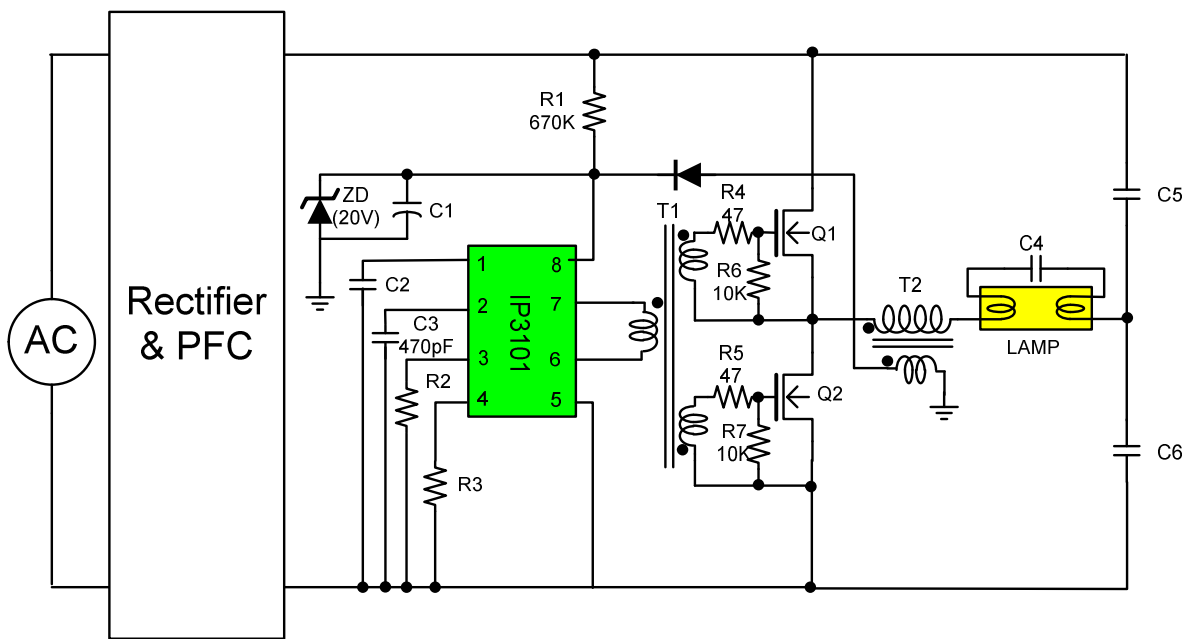 AC
Rectifier
& PFC
R1
670K
ZD
(20V)
C1
C2
C3
470pF
R2
R3
1
2
3
4
IP3101
8
7
6
5
T1
R4
47
R6
10K
Q1
R5
47
R7
10K
Q2
T2
C4
LAMP
C5
C6